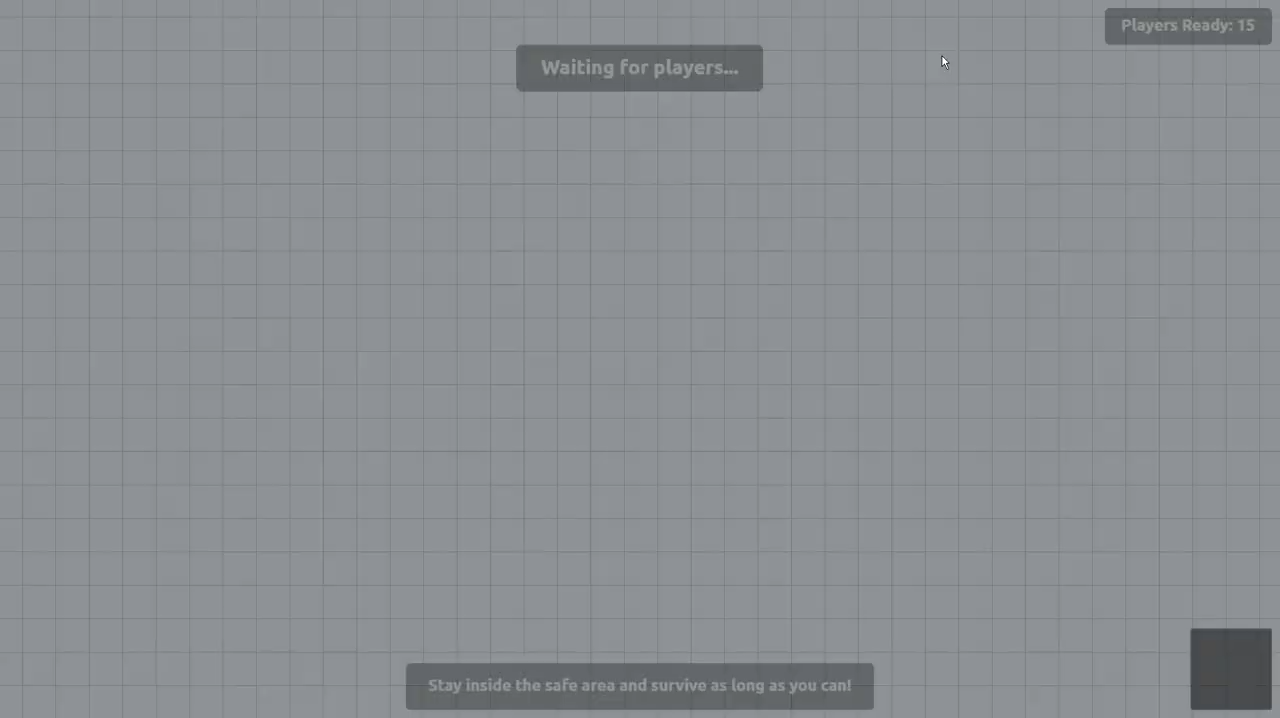 Players Ready: 15
Waiting for players...
Stay inside the safe area and survive as long as you can!